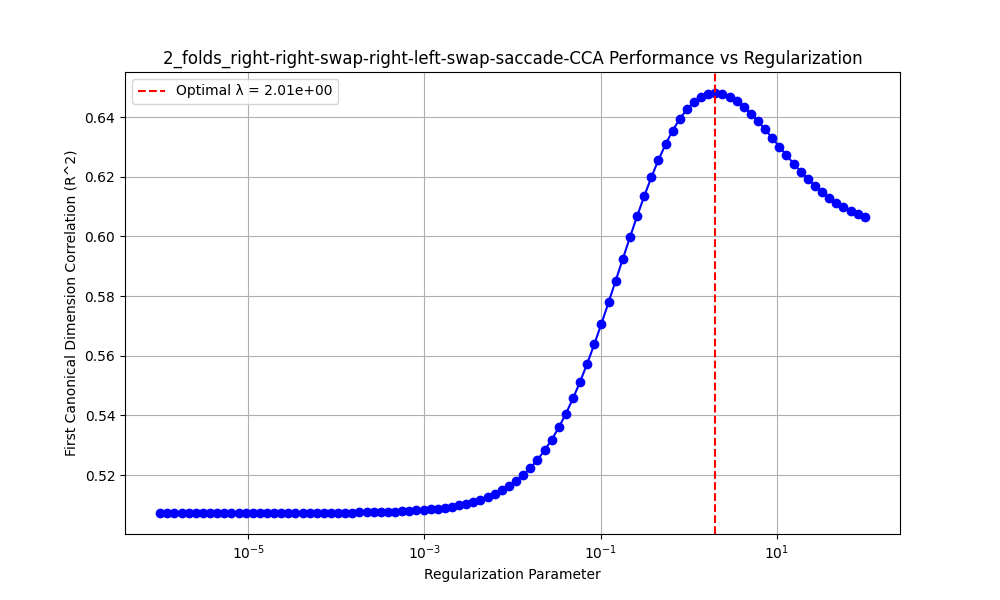 2_folds_right-right-swap-right-left-swap-saccade-CCA Performance vs Regularization
Optimal λ = 2.01e+00
First Canonical Dimension Correlation (R^2)
0.64
0.62
0.60
0.58
0.56
0.54
0.52
10⁻⁵
10⁻³
10⁻¹
10¹
Regularization Parameter